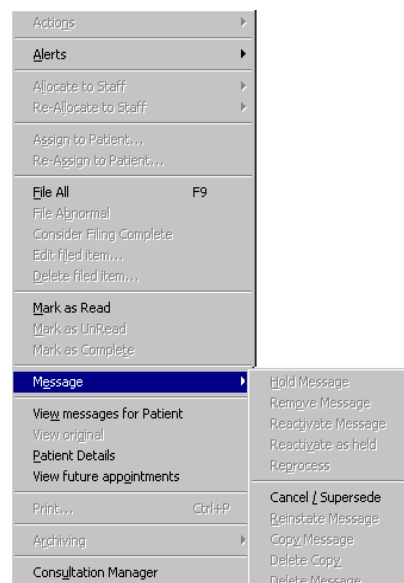 Actions
Alerts
Allocate to Staff
Re-Allocate to Staff
Assign to Patient...
Re-Assign to Patient...
File All F9
File Abnormal
Consider Filing Complete
Edit filed item...
Delete filed item...
Mark as Read
Mark as UnRead
Mark as Complete
Message
View messages for Patient
View original
Patient Details
View future appointments
Print... Ctrl+P
Archiving
Consultation Manager
Hold Message
Remove Message
Reactivate Message
Reactivate as held
Reprocess
Cancel / Supersede
Reinstate Message
Copy Message
Delete Copy
Delete Message